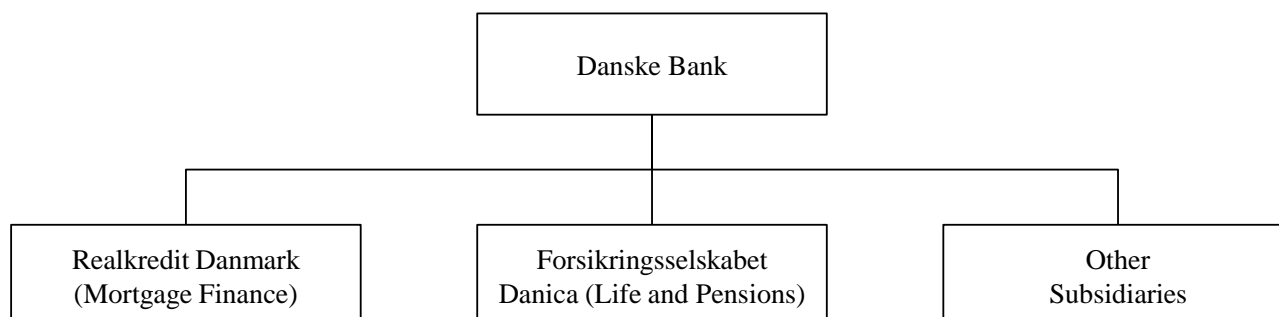 Danske Bank
Realkredit Danmark
(Mortgage Finance)
Forsikringsselskabet
Danica (Life and Pensions)
Other
Subsidiaries